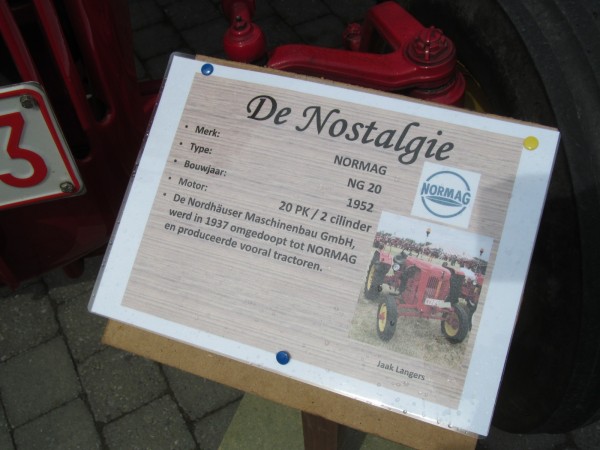 De Nostalgie
• Merk: NORMAG
• Type: NG 20
• Bouwjaar: 1952
• Motor: 20 PK / 2 cilinder
• De Nordhäuser Maschinenbau GmbH,
werd in 1937 omgedoopt tot NORMAG
en produceerde vooral tractoren.
NORMAG
Jaak Langers
3